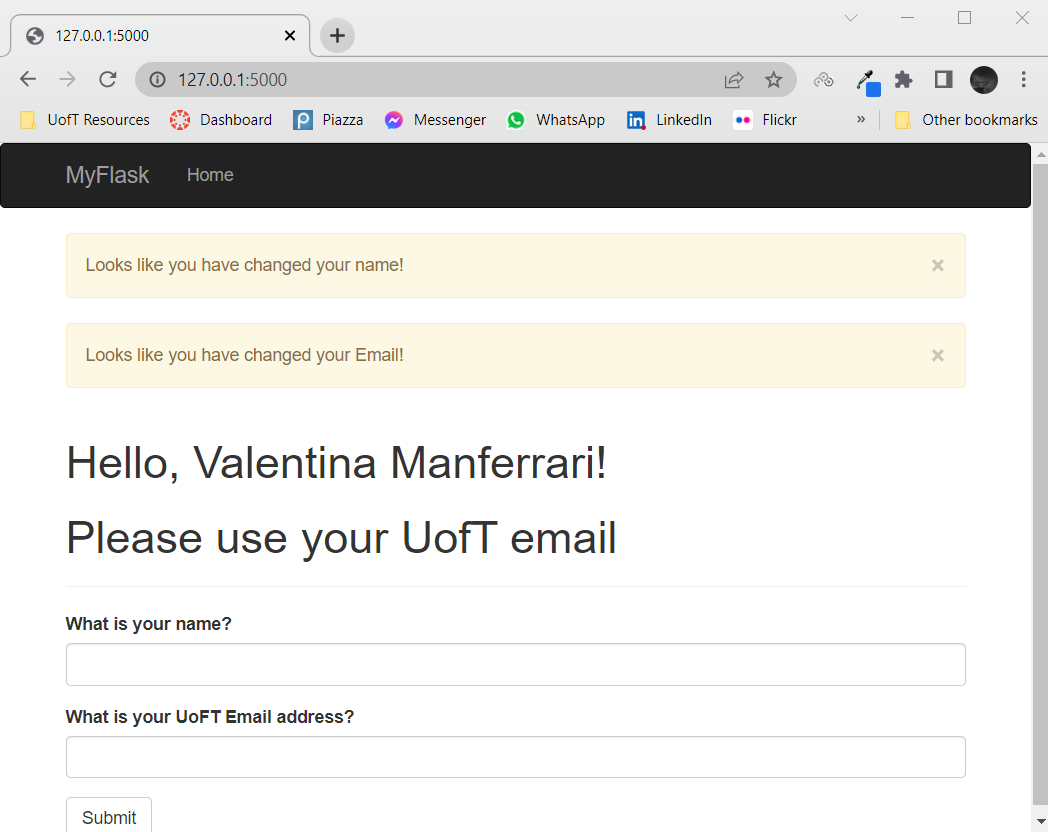 127.0.0.1:5000
127.0.0.1:5000
UofT Resources Dashboard Piazza Messenger WhatsApp LinkedIn Flickr » Other bookmarks
MyFlask Home
Looks like you have changed your name! ×
Looks like you have changed your Email! ×
Hello, Valentina Manferrari!
Please use your UofT email
What is your name?
What is your UoFT Email address?
Submit